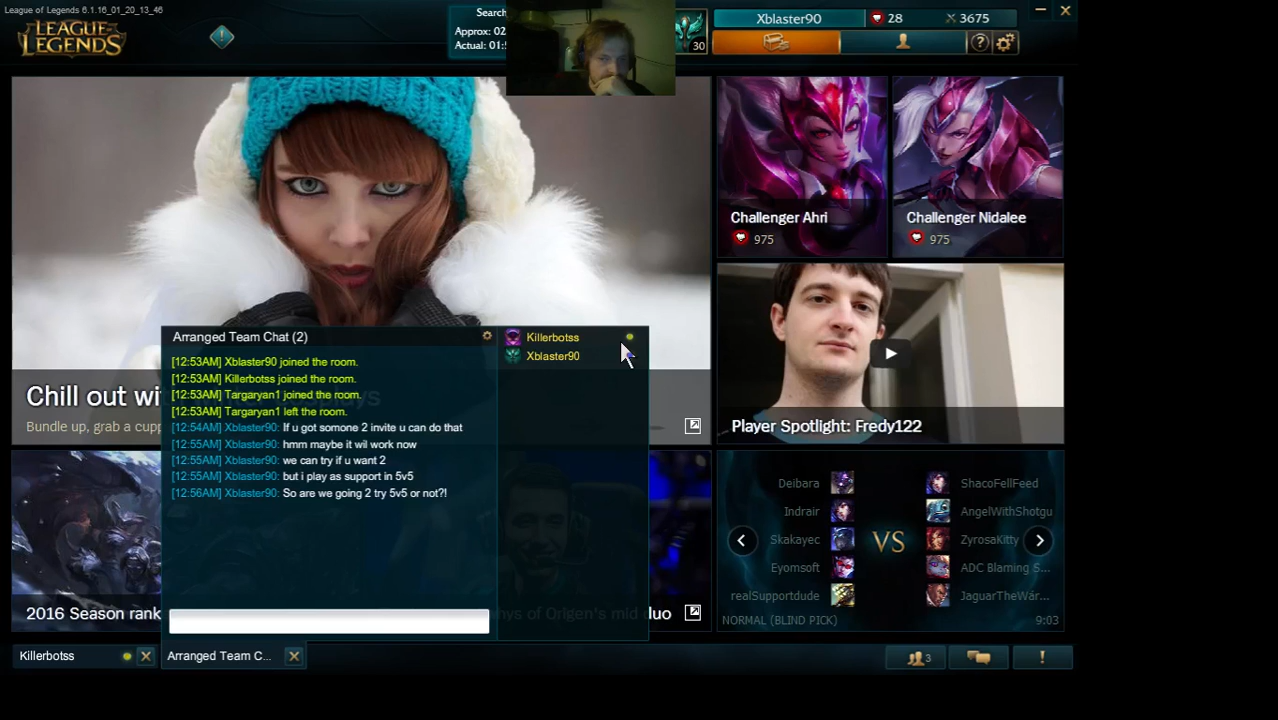 League of Legends 6.1.16_01_20_13_46
LEAGUE OF LEGENDS
Search
Approx: 02
Actual: 01:
30
Xblaster90
28
3675
?
Challenger Ahri
975
Challenger Nidalee
975
Chill out wi
Bundle up, grab a cupp
Arranged Team Chat (2)
[12:53AM] Xblaster90 joined the room.
[12:53AM] Killerbotss joined the room.
[12:53AM] Targaryan1 joined the room.
[12:53AM] Targaryan1 left the room.
[12:54AM] Xblaster90: If u got somone 2 invite u can do that
[12:55AM] Xblaster90: hmm maybe it wil work now
[12:55AM] Xblaster90: we can try if u want 2
[12:55AM] Xblaster90: but i play as support in 5v5
[12:56AM] Xblaster90: So are we going 2 try 5v5 or not?!
Killerbotss
Xblaster90
Player Spotlight: Fredy122
Deibara
Indrair
Skakayec
Eyomsoft
realSupportdude
VS
ShacoFellFeed
AngelWithShotgu
ZyrosaKitty
ADC Blaming S...
JaguarTheWár...
NORMAL (BLIND PICK)
9:03
2016 Season rank
of Origen's mid duo
Killerbotss
Arranged Team C...
3
!